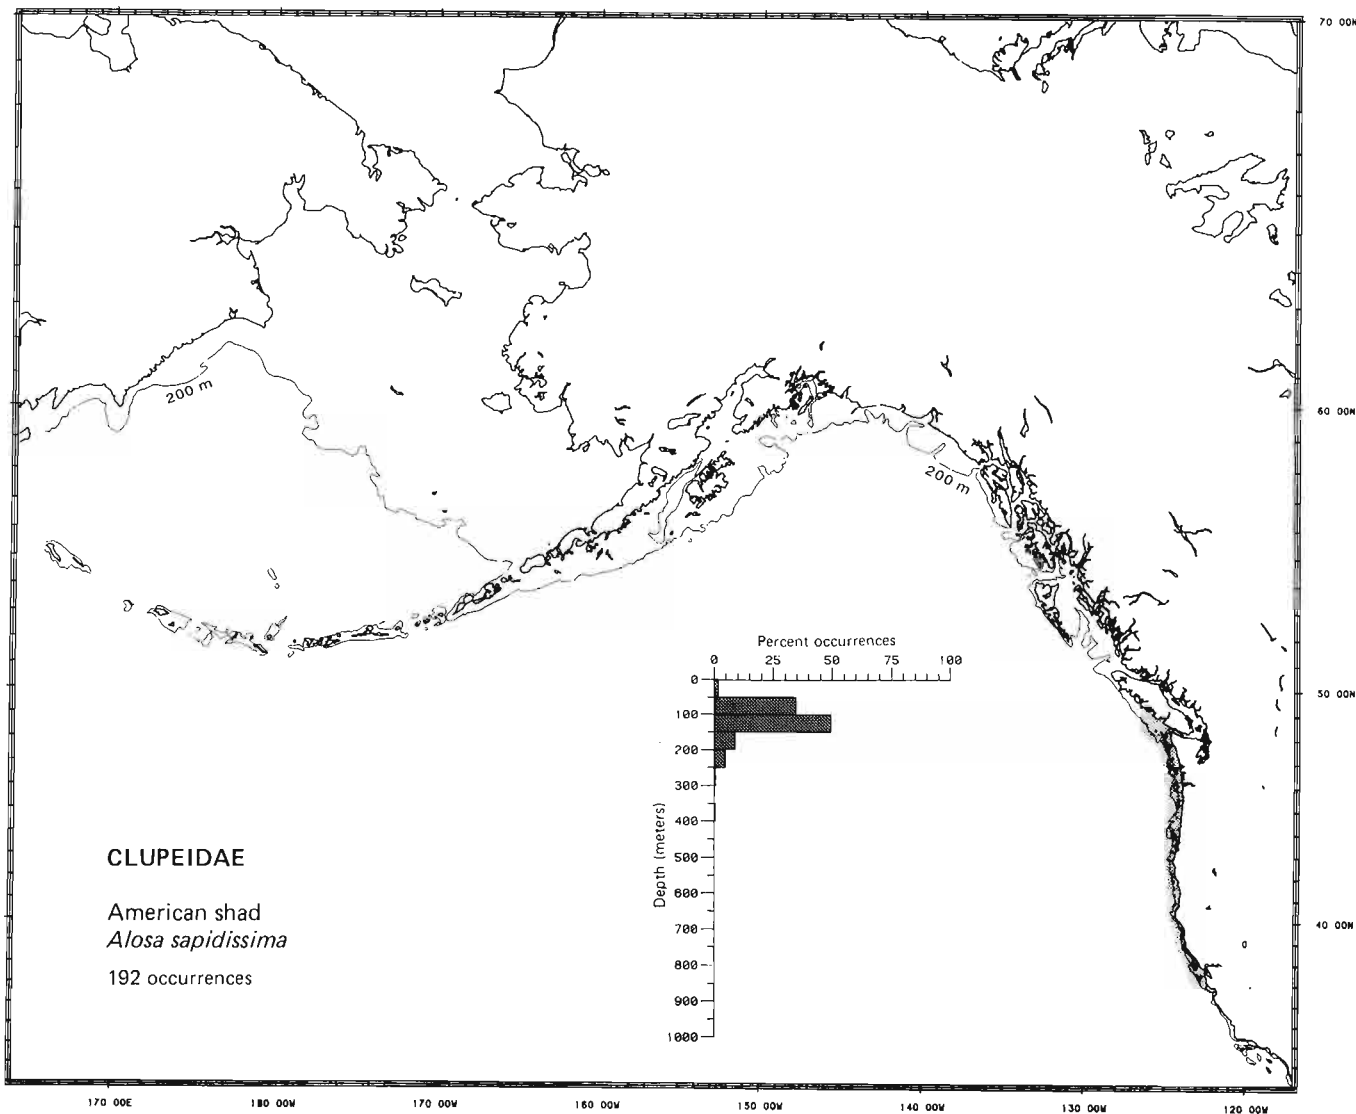 70 00N
200 m
60 00N
200 m
Percent occurrences
0 25 50 75 100
0
100
200
300
400
500
600
700
800
900
1000
Depth (meters)
50 00N
CLUPEIDAE
American shad
Alosa sapidissima
192 occurrences
40 00N
170 00E 180 00W 170 00W 160 00W 150 00W 140 00W 130 00W 120 00W